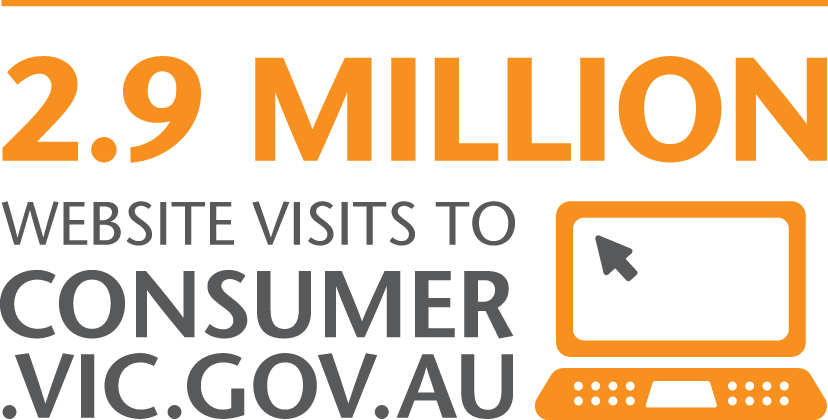 2.9 MILLION
WEBSITE VISITS TO
CONSUMER
.VIC.GOV.AU